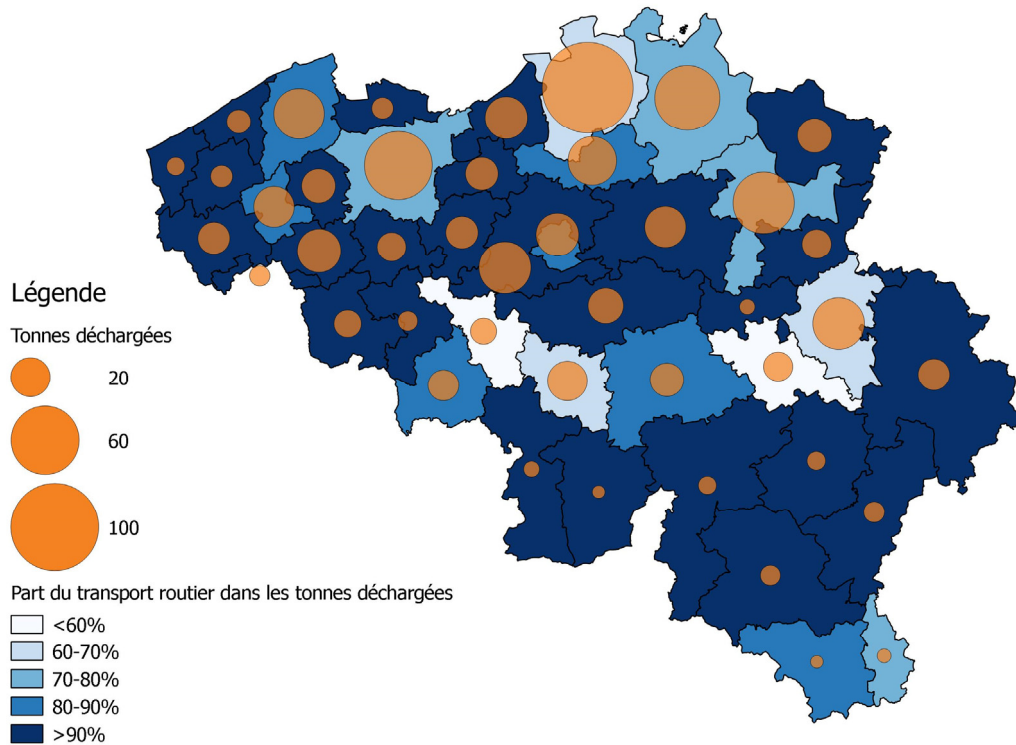 Légende
Tonnes déchargées
20
60
100
Part du transport routier dans les tonnes déchargées
<60%
60-70%
70-80%
80-90%
>90%